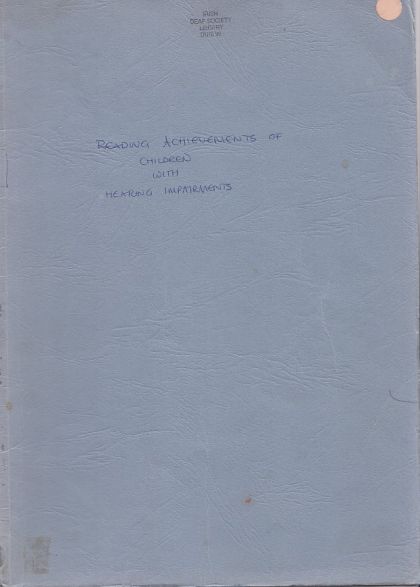 IRISH
DEAF SOCIETY
LIBRARY
DUBLIN
READING ACHIEVEMENTS OF
CHILDREN
WITH
HEARING IMPAIRMENTS